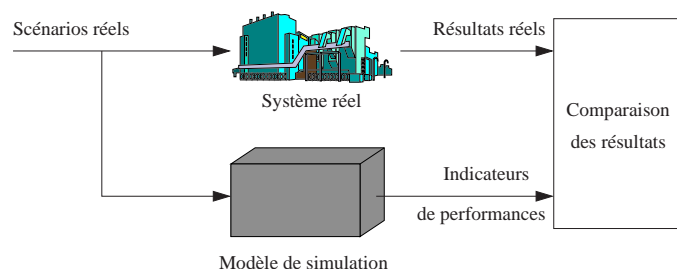 Scénarios réels
Résultats réels
Système réel
Comparaison
des résultats
Indicateurs
de performances
Modèle de simulation